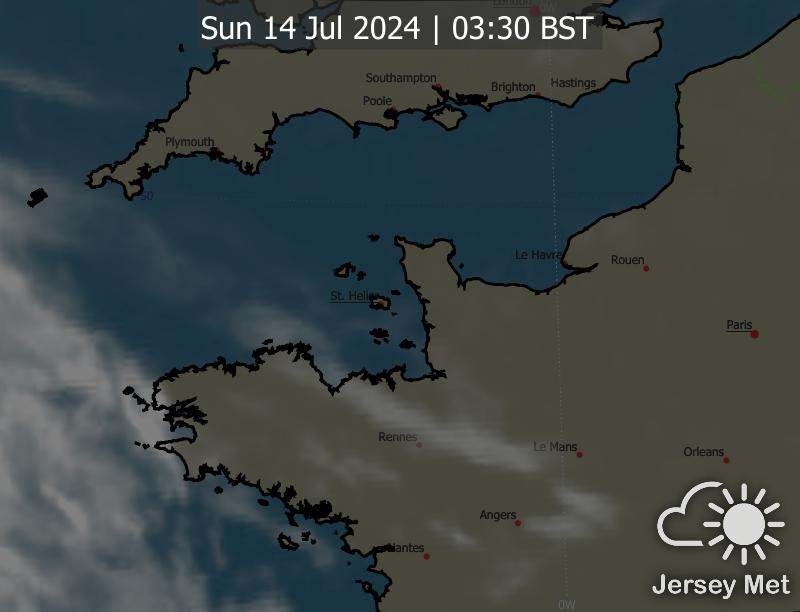 London
Sun 14 Jul 2024 | 03:30 BST
0W
Southampton
Brighton
Hastings
Poole
Plymouth
50
Le Havre
Rouen
St. Helier
Paris
Rennes
Le Mans
Orleans
Angers
Nantes
Jersey Met
0W